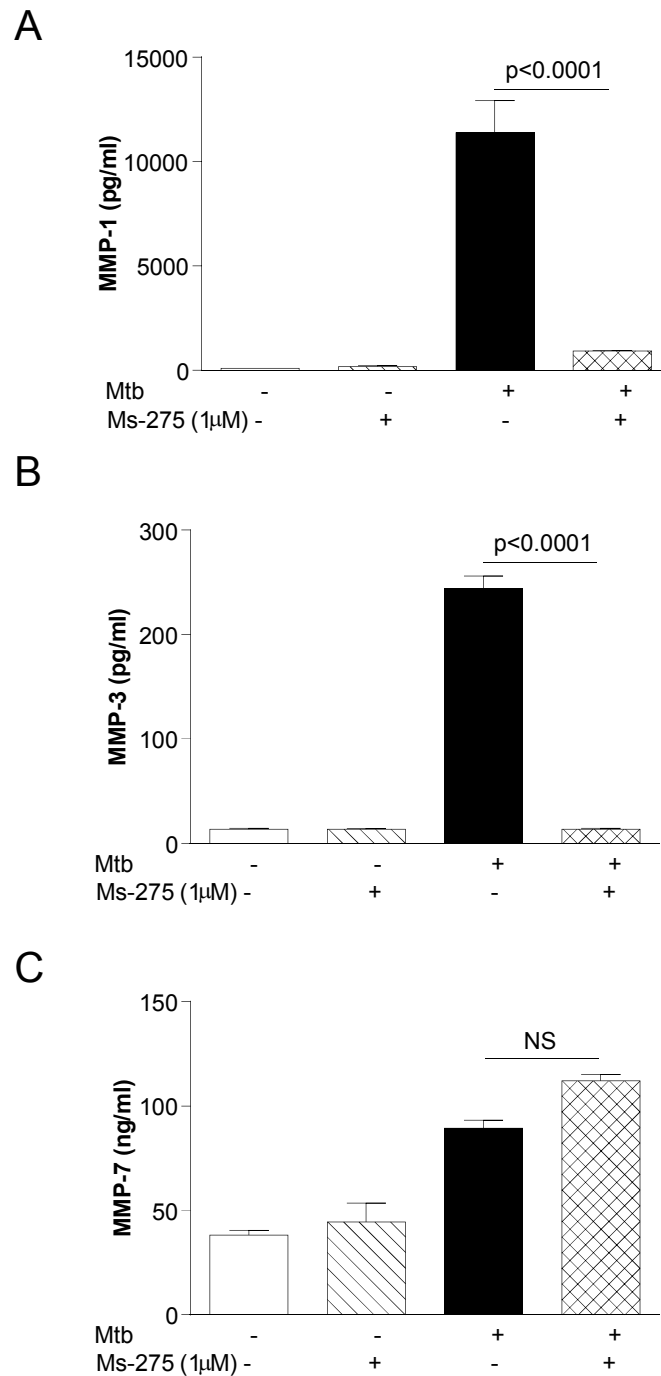 A
15000
p<0.0001
10000
MMP-1 (pg/ml)
5000
0
Mtb - - + +
Ms-275 (1μM) - + - +
B
300
p<0.0001
200
MMP-3 (pg/ml)
100
0
Mtb - - + +
Ms-275 (1μM) - + - +
C
150
NS
100
MMP-7 (ng/ml)
50
0
Mtb - - + +
Ms-275 (1μM) - + - +